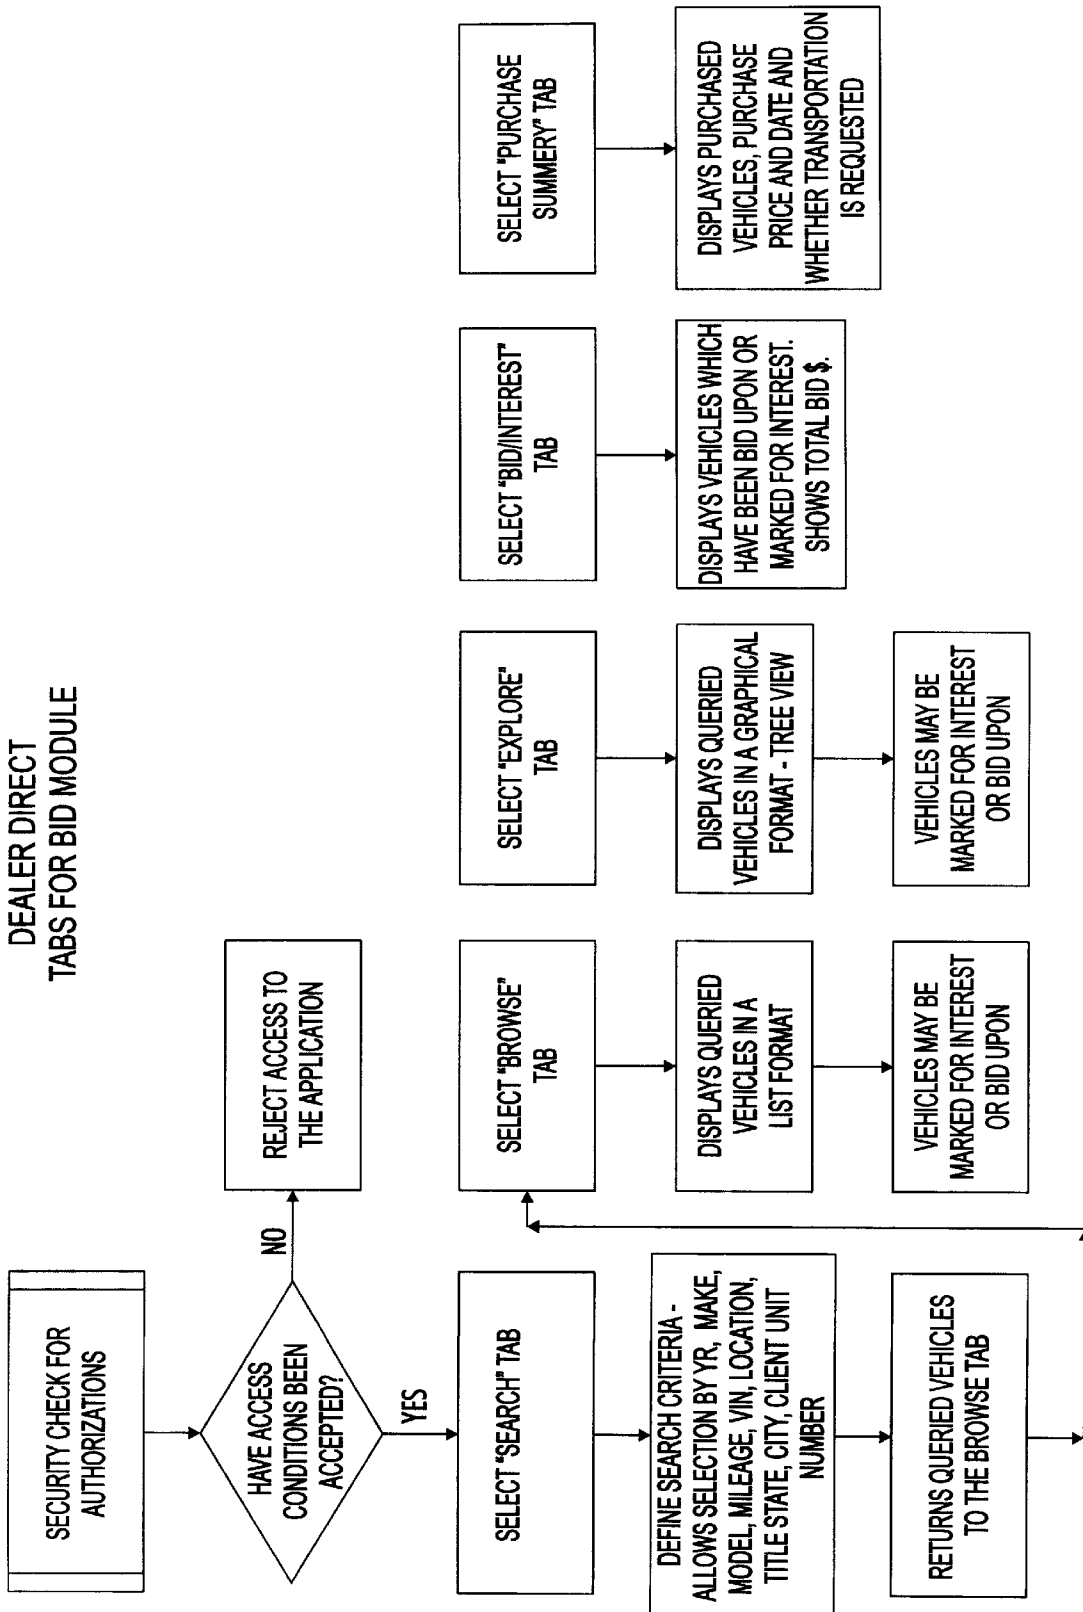 DEALER DIRECT
TABS FOR BID MODULE
SECURITY CHECK FOR
AUTHORIZATIONS
HAVE ACCESS
CONDITIONS BEEN
ACCEPTED?
NO
REJECT ACCESS TO
THE APPLICATION
YES
SELECT "SEARCH" TAB
DEFINE SEARCH CRITERIA -
ALLOWS SELECTION BY YR, MAKE,
MODEL, MILEAGE, VIN, LOCATION,
TITLE STATE, CITY, CLIENT UNIT
NUMBER
RETURNS QUERIED VEHICLES
TO THE BROWSE TAB
SELECT "BROWSE"
TAB
DISPLAYS QUERIED
VEHICLES IN A
LIST FORMAT
VEHICLES MAY BE
MARKED FOR INTEREST
OR BID UPON
SELECT "EXPLORE"
TAB
DISPLAYS QUERIED
VEHICLES IN A GRAPHICAL
FORMAT - TREE VIEW
VEHICLES MAY BE
MARKED FOR INTEREST
OR BID UPON
SELECT "BID/INTEREST"
TAB
DISPLAYS VEHICLES WHICH
HAVE BEEN BID UPON OR
MARKED FOR INTEREST.
SHOWS TOTAL BID $.
SELECT "PURCHASE
SUMMERY" TAB
DISPLAYS PURCHASED
VEHICLES, PURCHASE
PRICE AND DATE AND
WHETHER TRANSPORTATION
IS REQUESTED